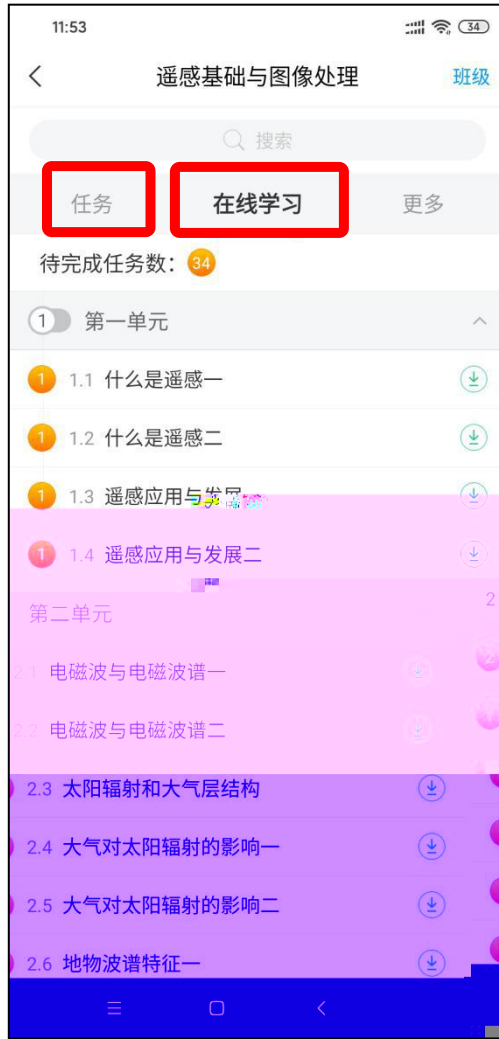 11:53
34
遥感基础与图像处理
班级
搜索
任务
在线学习
更多
待完成任务数：34
1 第一单元
1 1.1 什么是遥感一
1 1.2 什么是遥感二
1 1.3 遥感应用与发展
1 1.4 遥感应用与发展二
第二单元 2
2.1 电磁波与电磁波谱一
2.2 电磁波与电磁波谱二
2.3 太阳辐射和大气层结构
2.4 大气对太阳辐射的影响一
2.5 大气对太阳辐射的影响二
2.6 地物波谱特征一